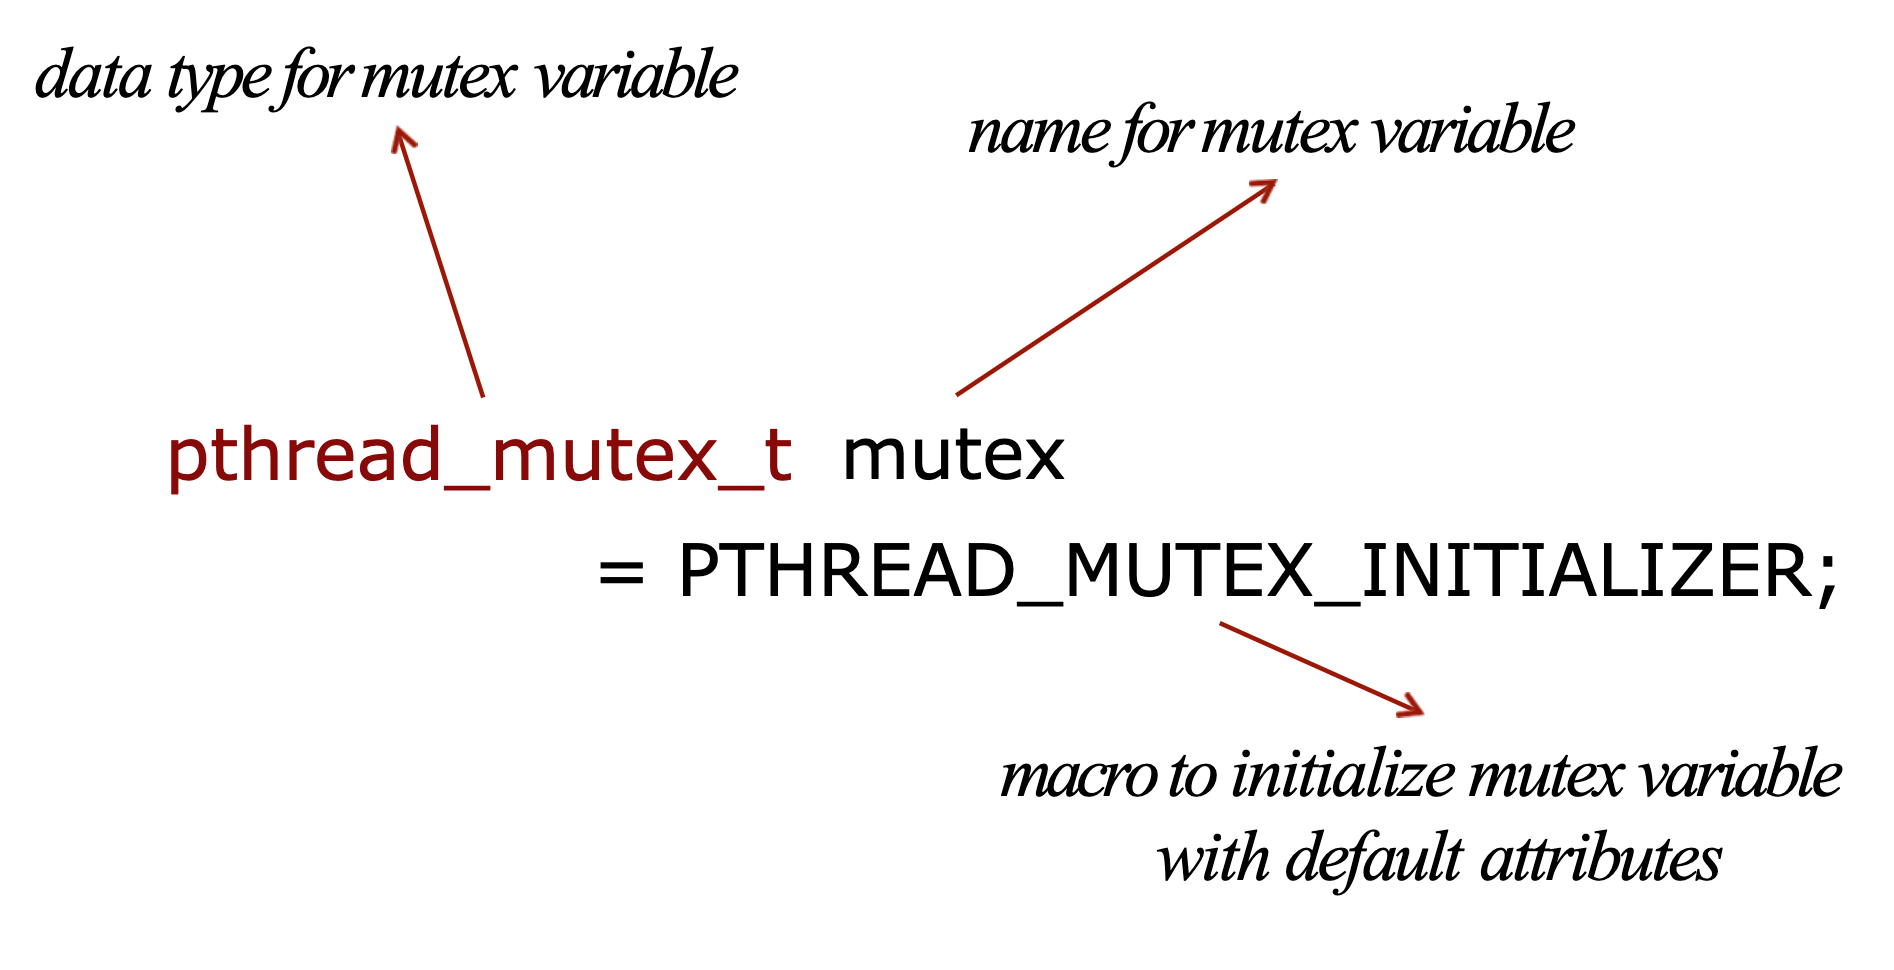 data type for mutex variable
name for mutex variable
pthread_mutex_t mutex
= PTHREAD_MUTEX_INITIALIZER;
macro to initialize mutex variable
with default attributes